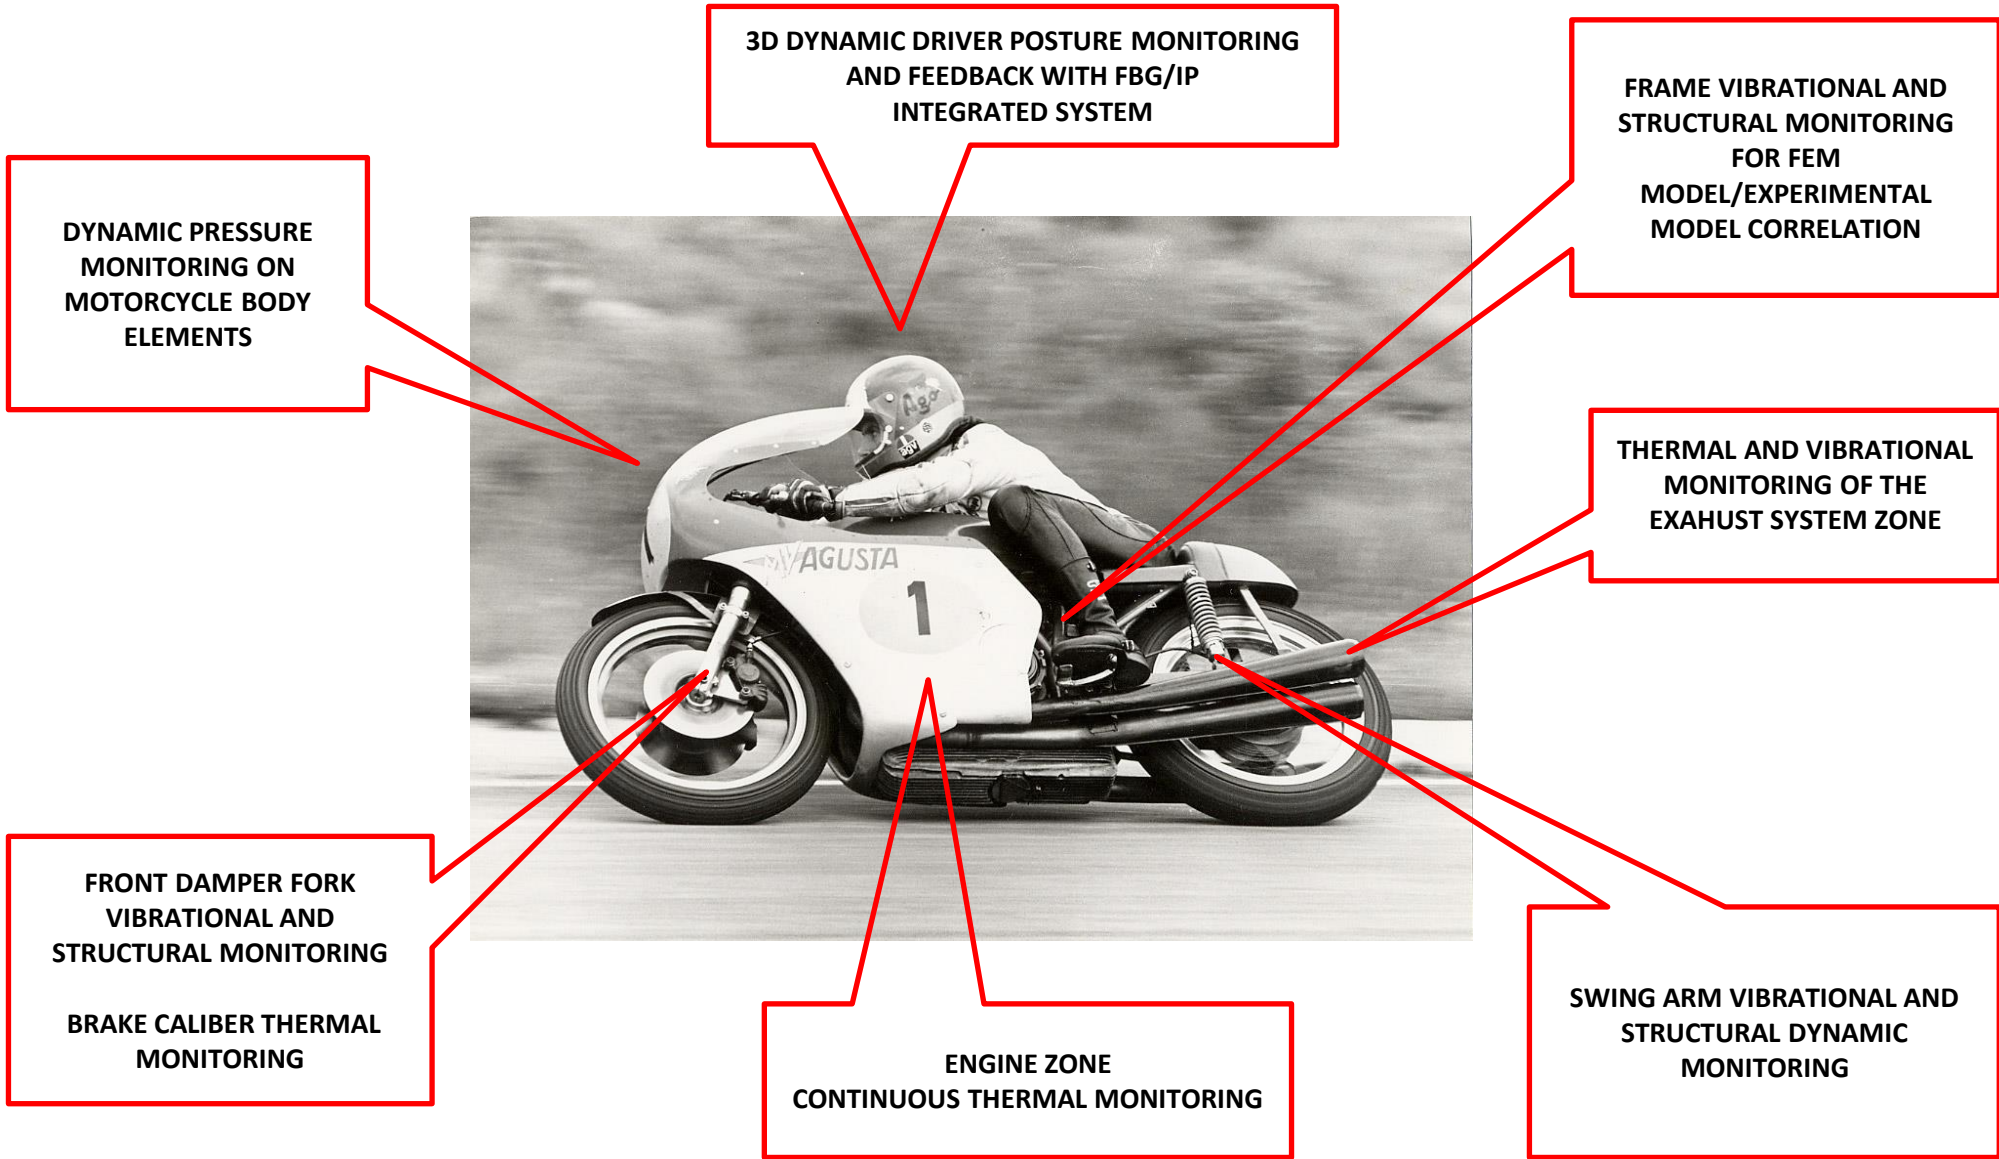 3D DYNAMIC DRIVER POSTURE MONITORING
AND FEEDBACK WITH FBG/IP
INTEGRATED SYSTEM
FRAME VIBRATIONAL AND
STRUCTURAL MONITORING
FOR FEM
MODEL/EXPERIMENTAL
MODEL CORRELATION
DYNAMIC PRESSURE
MONITORING ON
MOTORCYCLE BODY
ELEMENTS
THERMAL AND VIBRATIONAL
MONITORING OF THE
EXAHUST SYSTEM ZONE
Ago
agv
MV AGUSTA
1
FRONT DAMPER FORK
VIBRATIONAL AND
STRUCTURAL MONITORING
BRAKE CALIBER THERMAL
MONITORING
ENGINE ZONE
CONTINUOUS THERMAL MONITORING
SWING ARM VIBRATIONAL AND
STRUCTURAL DYNAMIC
MONITORING